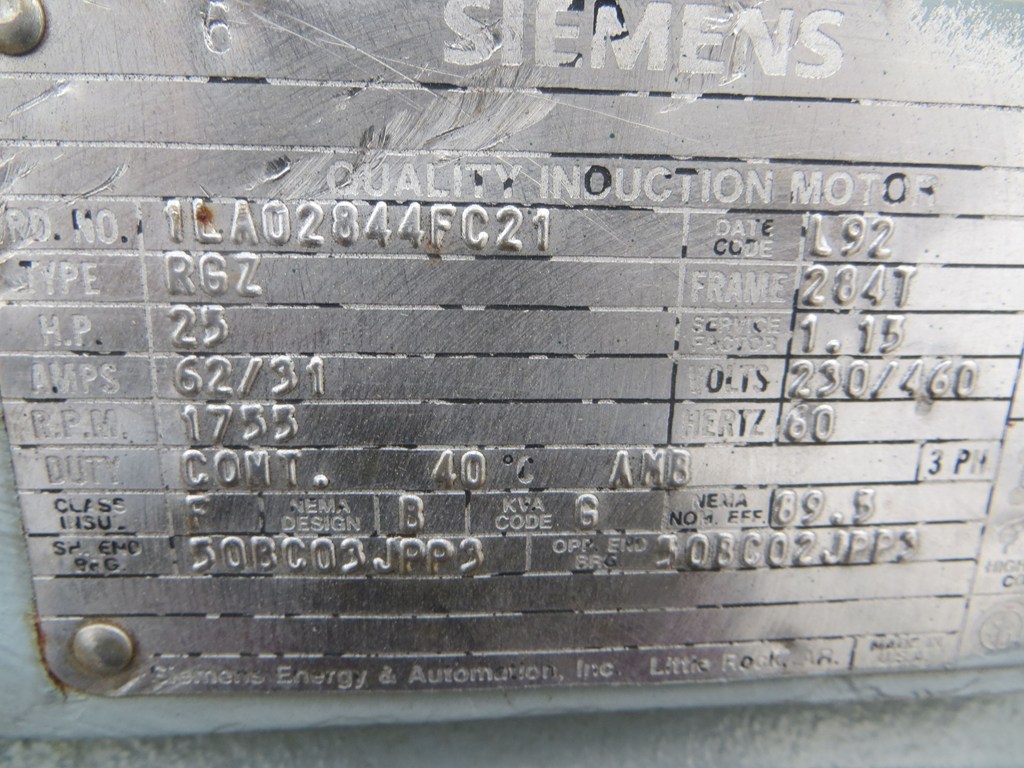 6 SIEMENS
QUALITY INDUCTION MOTOR
ORD. NO. 1LA02844FC21 DATE CODE L92
TYPE RGZ FRAME 284T
H.P. 25 SERVICE FACTOR 1.15
AMPS 62/31 VOLTS 230/460
R.P.M. 1755 HERTZ 60
DUTY CONT. 40°C AMB 3 PH
CLASS INSUL F NEMA DESIGN B KVA CODE G NEMA NOM. EFF. 89.5
SH. END BRG. 50BC03JPP3 OPP. END BRG 50BC02JPP3
Siemens Energy & Automation, Inc. Little Rock, AR. MADE IN U.S.A.